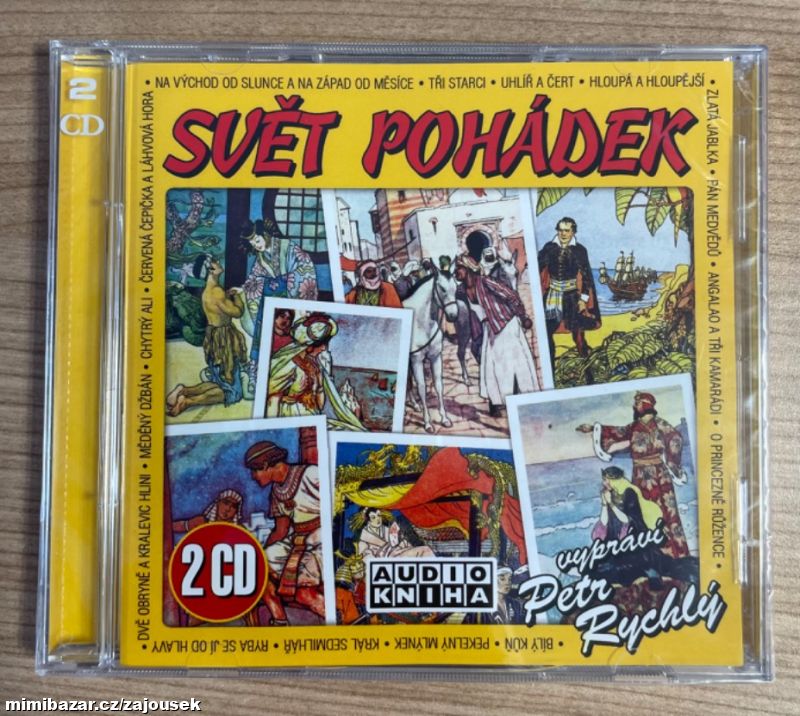 2
CD
• NA VÝCHOD OD SLUNCE A NA ZÁPAD OD MĚSÍCE • TŘI STARCI • UHLÍŘ A ČERT • HLOUPÁ A HLOUPĚJŠÍ
• ZLATÁ JABLKA • PÁN MEDVĚDŮ • ANGALAO A TŘI KAMARÁDI • O PRINCEZNĚ RŮŽENCE •
• BÍLÝ KŮŇ • PEKELNÝ MLÝNEK • KRÁL SEDMILHÁŘ • RYBA SE JÍ OD HLAVY •
• DVĚ OBRYNĚ A KRALEVIC HLINI • MĚDĚNÝ DŽBÁN • CHYTRÝ ALI • ČERVENÁ ČEPIČKA A LÁHVOVÁ HORA
SVĚT POHÁDEK
2 CD
AUDIO
KNIHA
vypráví
Petr
Rychlý
mimibazar.cz/zajousek